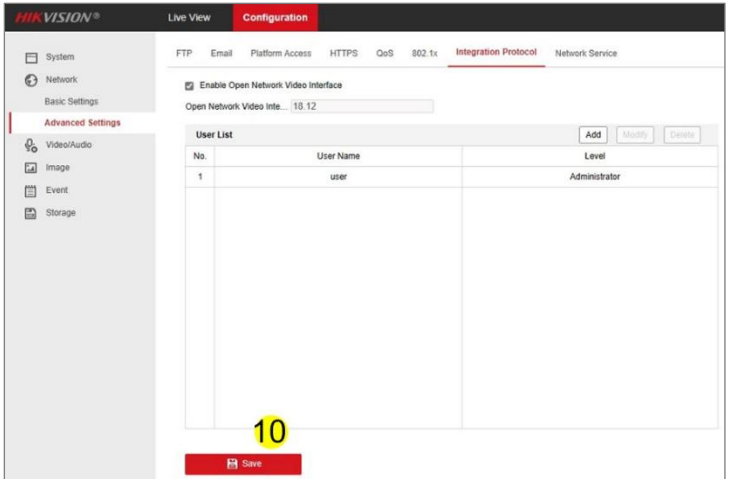 HIKVISION®
Live View Configuration
System
Network
Basic Settings
Advanced Settings
Video/Audio
Image
Event
Storage
FTP Email Platform Access HTTPS QoS 802.1x Integration Protocol Network Service
Enable Open Network Video Interface
Open Network Video Inte... 18.12
User List Add Modify Delete
No. User Name Level
1 user Administrator
10
Save